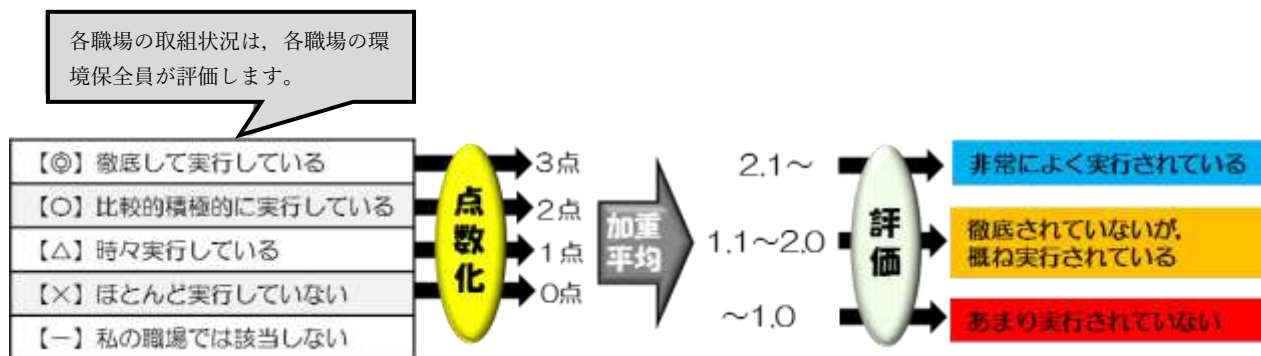 各職場の取組状況は，各職場の環
境保全員が評価します。
【◎】徹底して実行している
【○】比較的積極的に実行している
【△】時々実行している
【×】ほとんど実行していない
【－】私の職場では該当しない
点数化
3点
2点
1点
0点
加重
平均
2.1～
1.1～2.0
～1.0
評価
非常によく実行されている
徹底されていないが、
概ね実行されている
あまり実行されていない